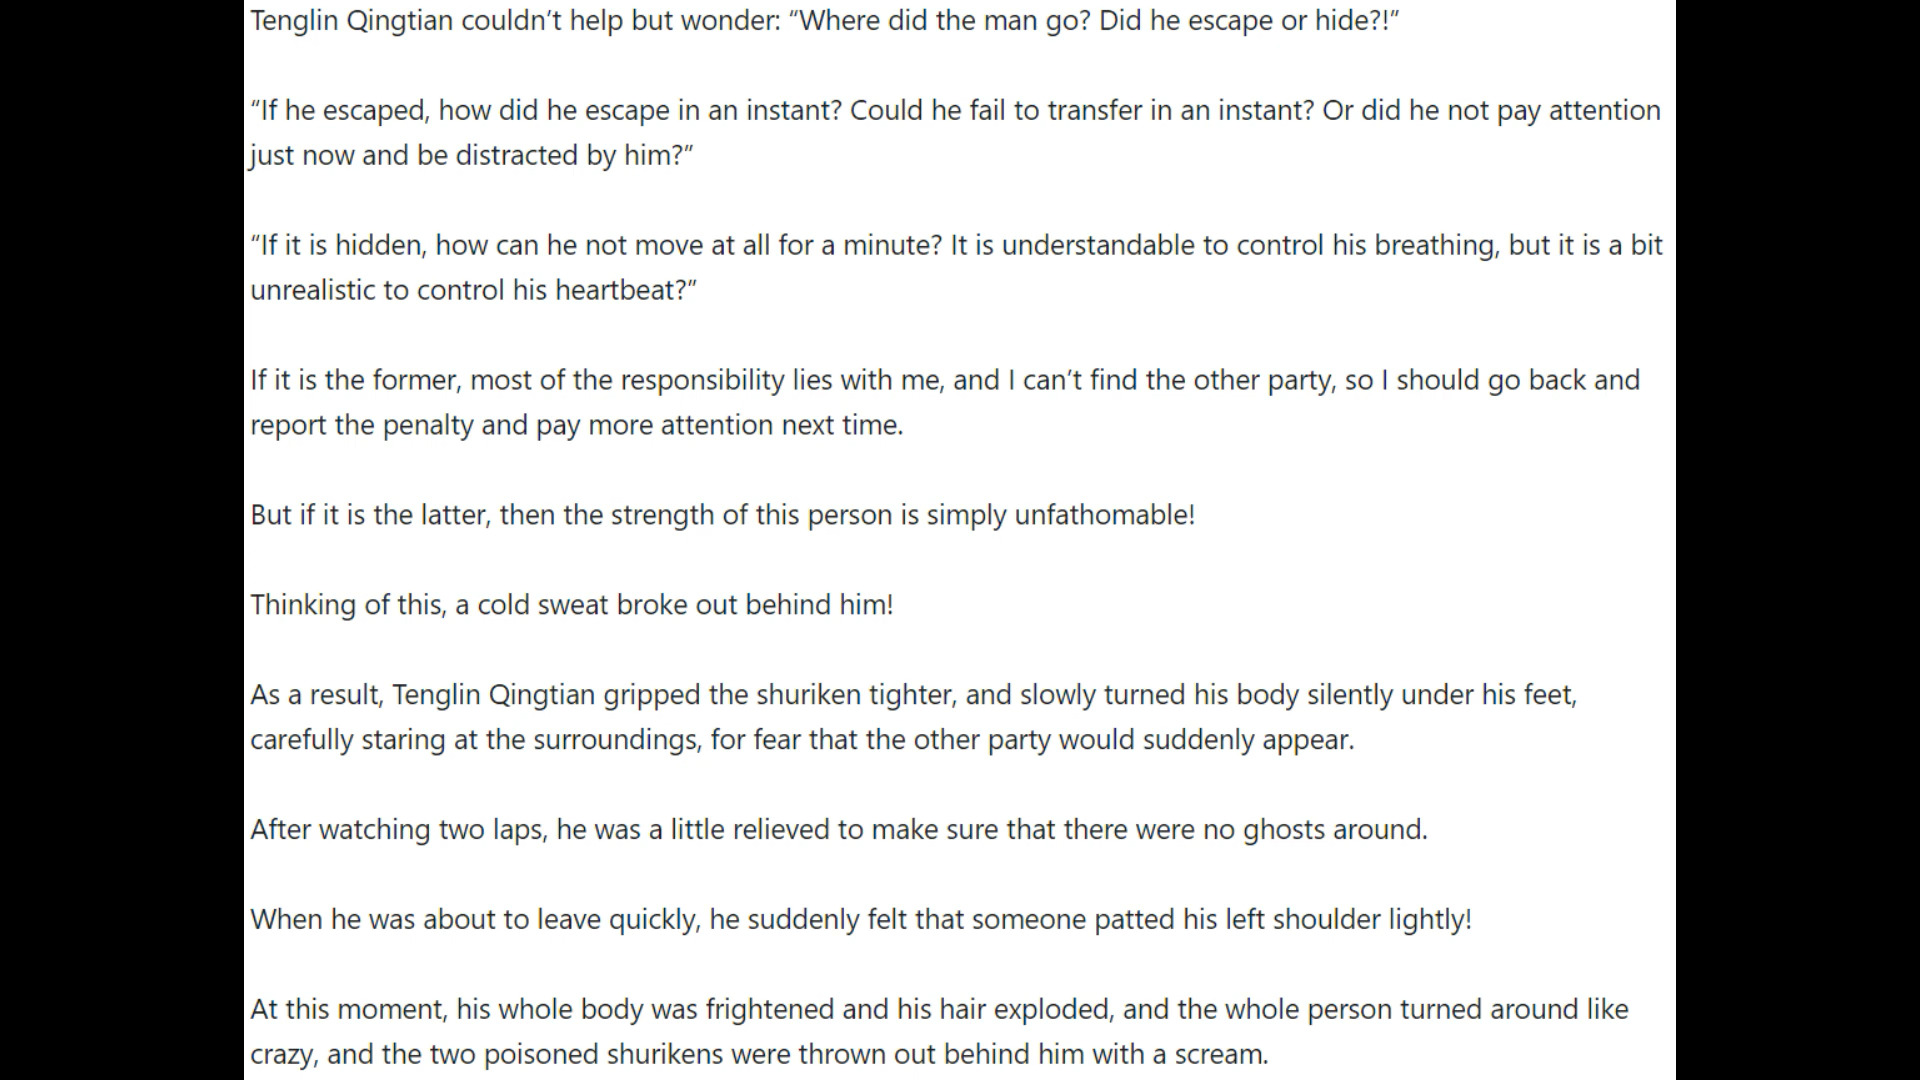 Tenglin Qingtian couldn’t help but wonder: “Where did the man go? Did he escape or hide?!”
“If he escaped, how did he escape in an instant? Could he fail to transfer in an instant? Or did he not pay attention
just now and be distracted by him?”
“If it is hidden, how can he not move at all for a minute? It is understandable to control his breathing, but it is a bit
unrealistic to control his heartbeat?”
If it is the former, most of the responsibility lies with me, and I can’t find the other party, so I should go back and
report the penalty and pay more attention next time.
But if it is the latter, then the strength of this person is simply unfathomable!
Thinking of this, a cold sweat broke out behind him!
As a result, Tenglin Qingtian gripped the shuriken tighter, and slowly turned his body silently under his feet,
carefully staring at the surroundings, for fear that the other party would suddenly appear.
After watching two laps, he was a little relieved to make sure that there were no ghosts around.
When he was about to leave quickly, he suddenly felt that someone patted his left shoulder lightly!
At this moment, his whole body was frightened and his hair exploded, and the whole person turned around like
crazy, and the two poisoned shurikens were thrown out behind him with a scream.